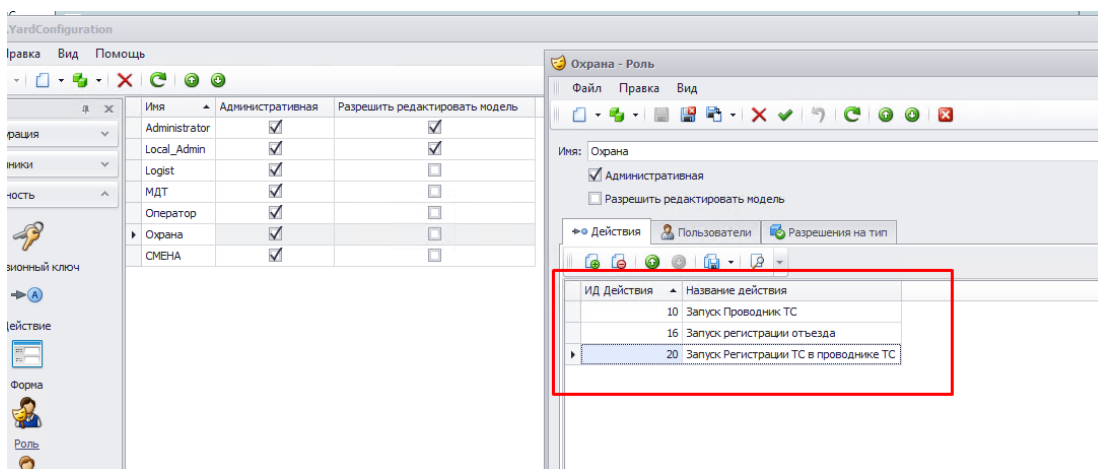 .YardConfiguration
Правка Вид Помощь
Имя Административная Разрешить редактировать модель
Administrator
Local_Admin
Logist
МДТ
Оператор
Охрана
СМЕНА
рация
ники
ность
зионный ключ
А
Действие
Форма
Роль
Охрана - Роль
Файл Правка Вид
Имя: Охрана
Административная
Разрешить редактировать модель
Действия Пользователи Разрешения на тип
ИД Действия Название действия
10 Запуск Проводник ТС
16 Запуск регистрации отъезда
20 Запуск Регистрации ТС в проводнике ТС